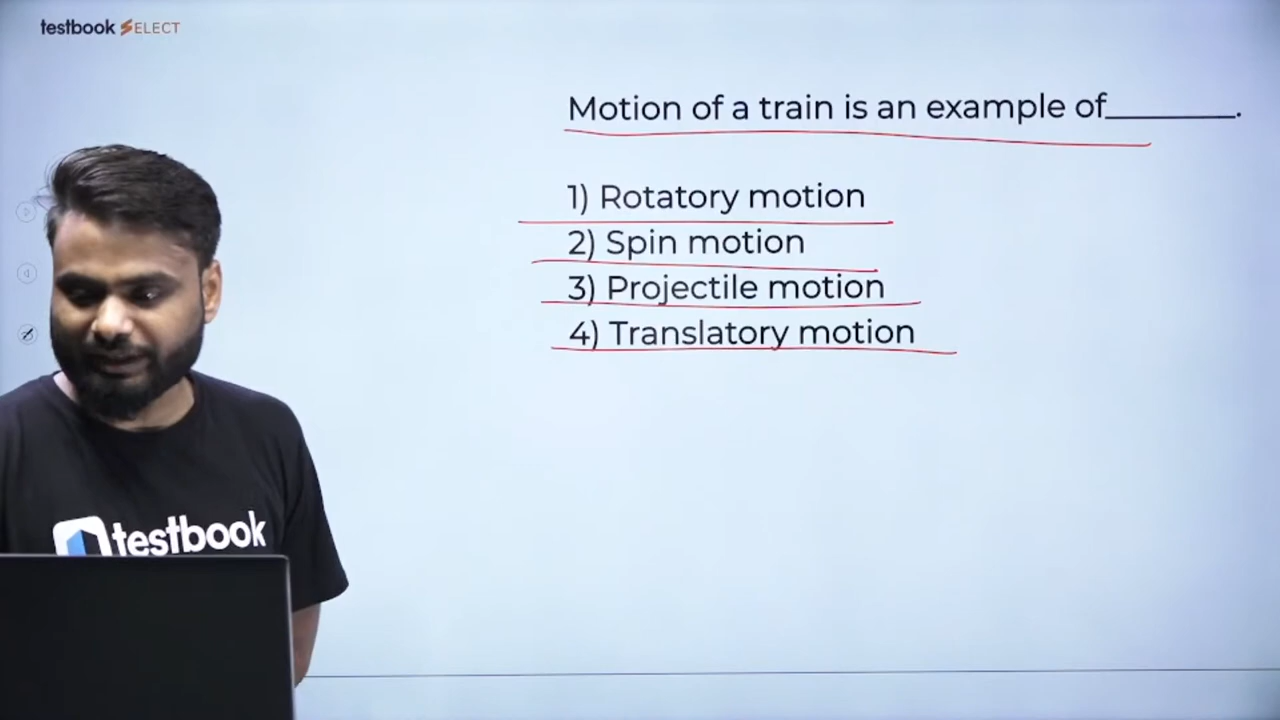 testbook SELECT
Motion of a train is an example of________.
1) Rotatory motion
2) Spin motion
3) Projectile motion
4) Translatory motion
testbook